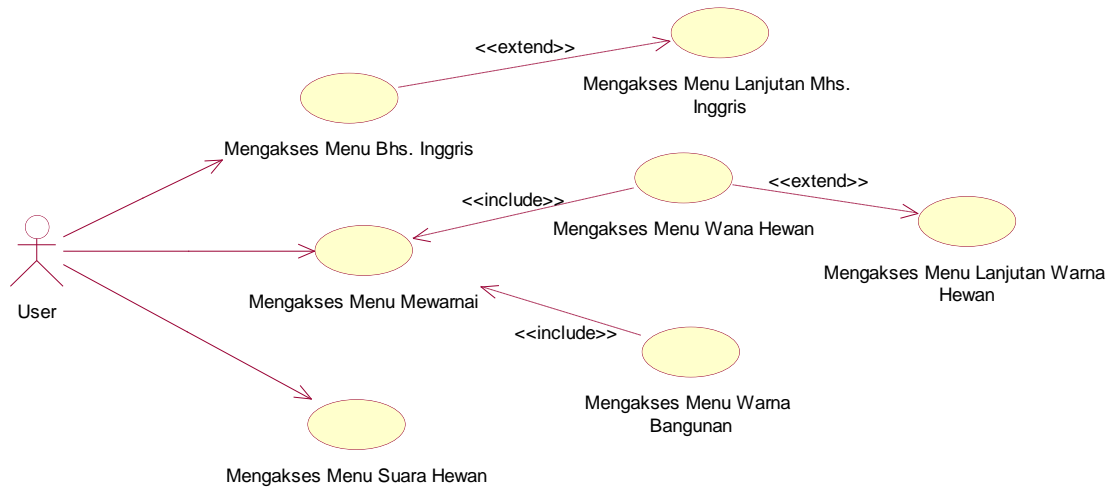 <<extend>>
Mengakses Menu Lanjutan Mhs.
Inggris
Mengakses Menu Bhs. Inggris
<<include>>
<<extend>>
Mengakses Menu Wana Hewan
Mengakses Menu Lanjutan Warna
Hewan
User
Mengakses Menu Mewarnai
<<include>>
Mengakses Menu Warna
Bangunan
Mengakses Menu Suara Hewan